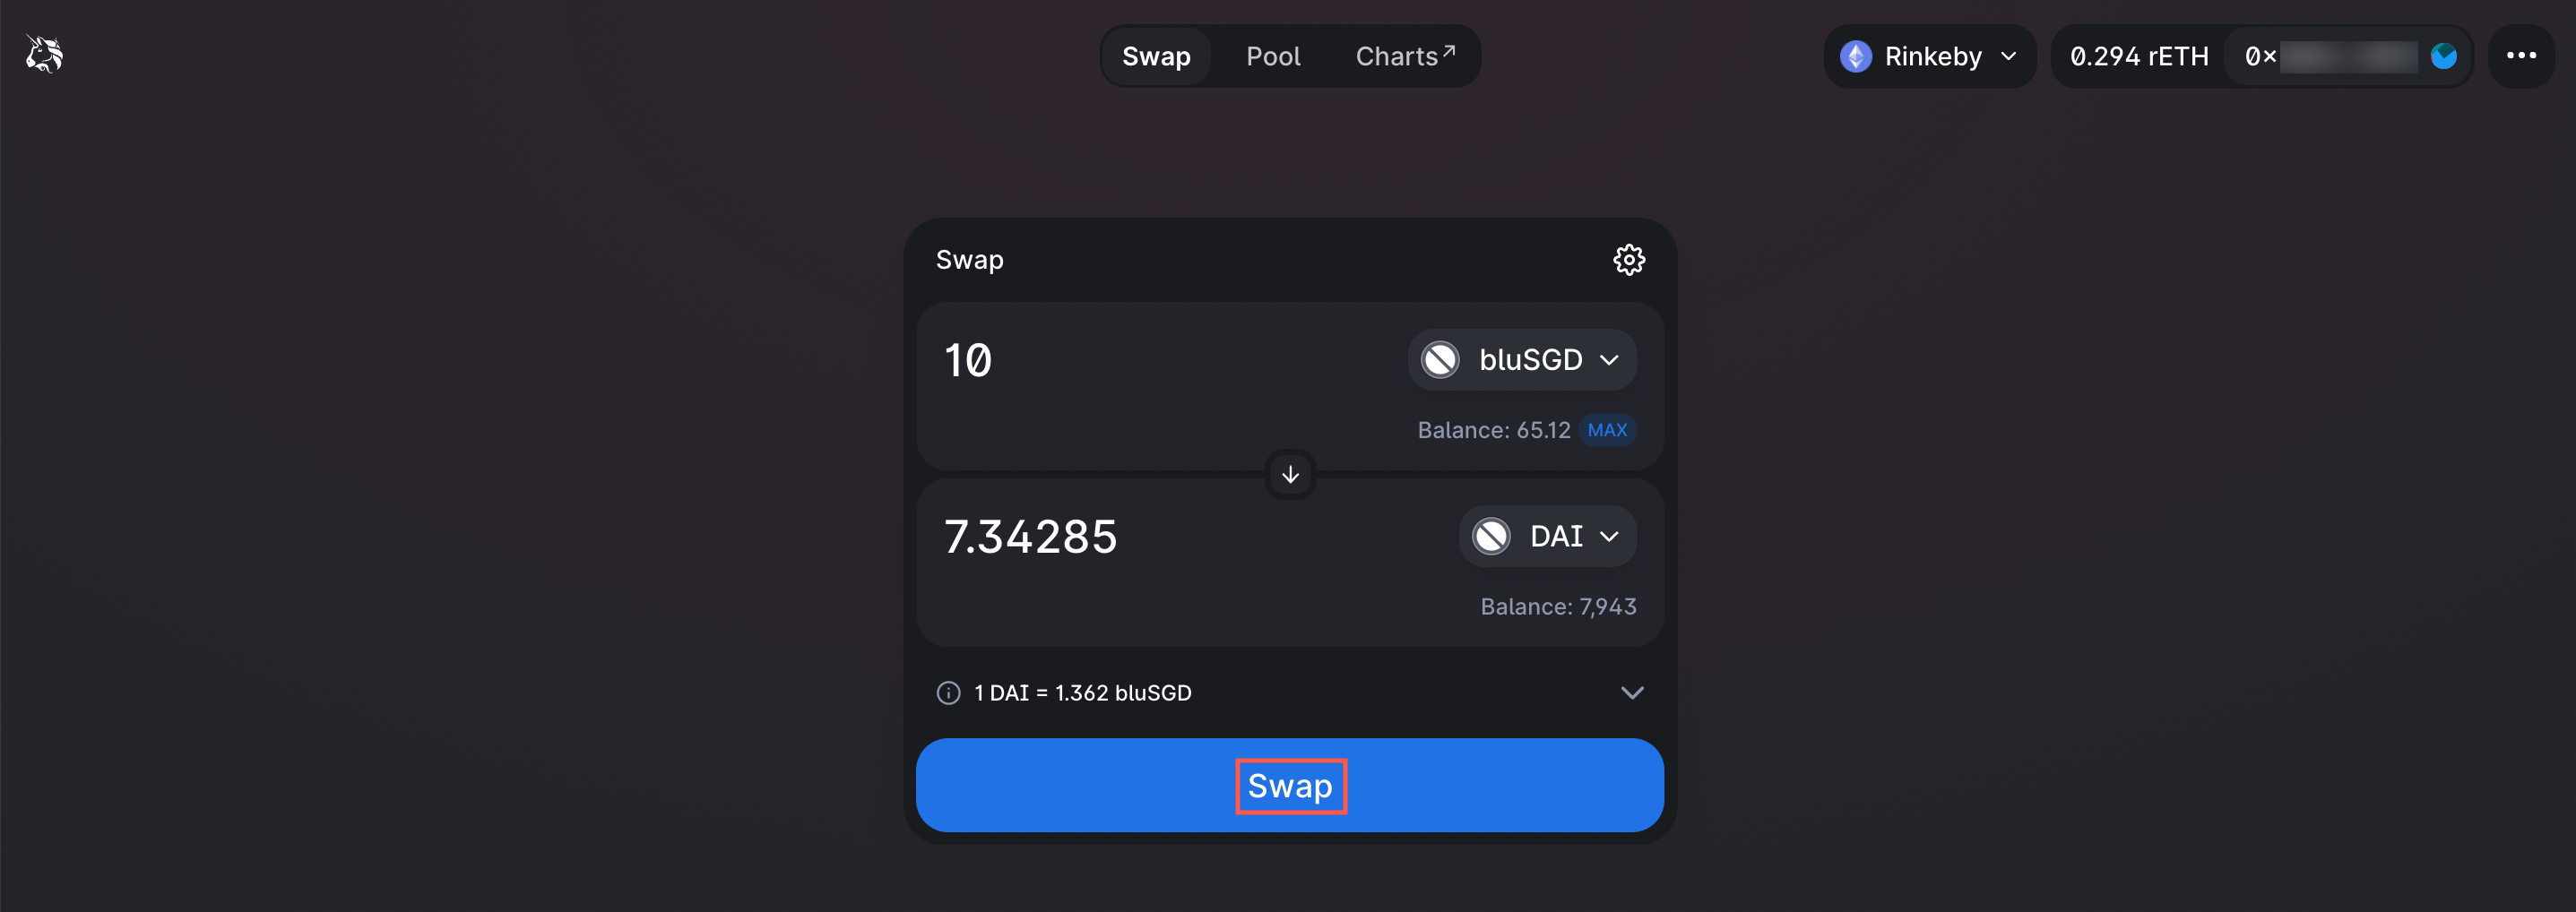 Swap Pool Charts↗ Rinkeby 0.294 rETH 0x
Swap
10 bluSGD
Balance: 65.12 MAX
7.34285 DAI
Balance: 7,943
1 DAI = 1.362 bluSGD
Swap